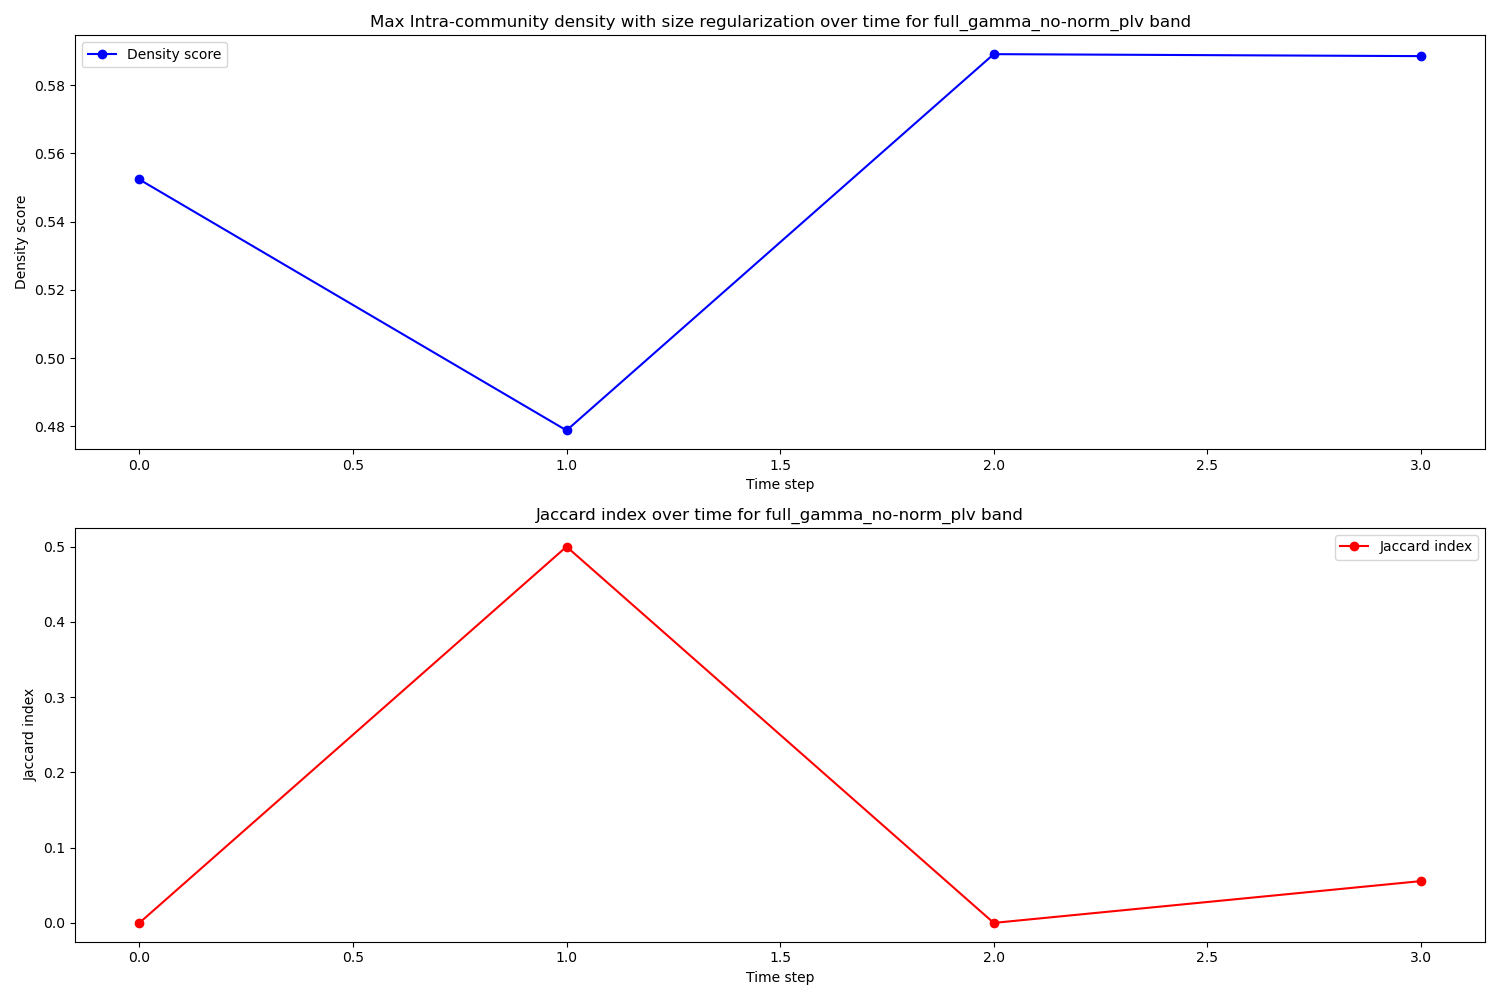 Max Intra-community density with size regularization over time for full_gamma_no-norm_plv band
Density score
0.58
0.56
0.54
0.52
0.50
0.48
Density score
0.0 0.5 1.0 1.5 2.0 2.5 3.0
Time step
Jaccard index over time for full_gamma_no-norm_plv band
Jaccard index
0.5
0.4
0.3
0.2
0.1
0.0
Jaccard index
0.0 0.5 1.0 1.5 2.0 2.5 3.0
Time step